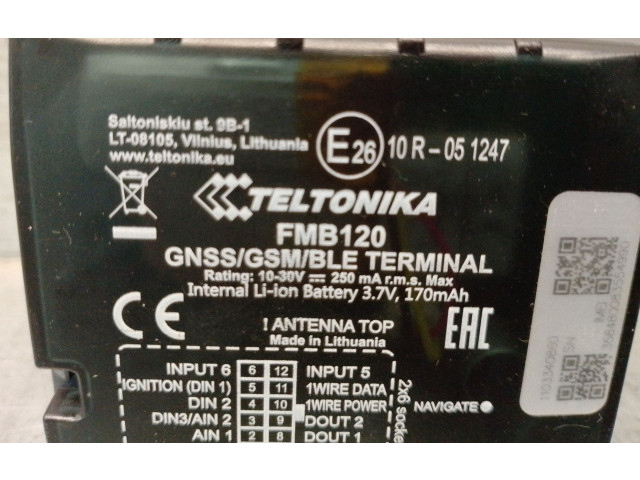 Saltoniskiu st. 9B-1
LT-08105, Vilnius, Lithuania
www.teltonika.eu
E26 10 R - 05 1247
TELTONIKA
FMB120
GNSS/GSM/BLE TERMINAL
Rating: 10-30V 250 mA r.m.s. Max
Internal Li-ion Battery 3.7V, 170mAh
CE
! ANTENNA TOP
Made in Lithuania
EAC
INPUT 6 6 12 INPUT 5
IGNITION (DIN 1) 5 11 1WIRE DATA
DIN 2 4 10 1WIRE POWER
DIN3/AIN 2 3 9 DOUT 2
AIN 1 2 8 DOUT 1
2x6 socke
NAVIGATE
SN
IMEI